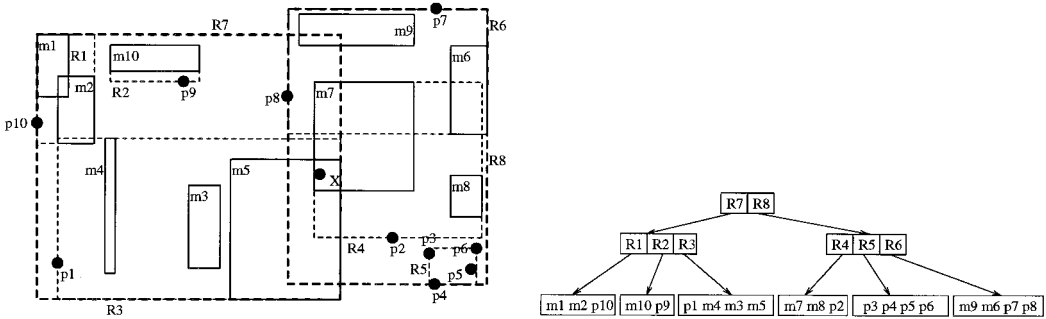 p7
R7
R6
m1
m9
R1
m10
m6
m2
R2
p9
p8
m7
p10
m4
m5
R8
X
m3
m8
R7 R8
p1
R4
p2
p3
p6
R5
p5
p4
R3
R1 R2 R3
R4 R5 R6
m1 m2 p10
m10 p9
p1 m4 m3 m5
m7 m8 p2
p3 p4 p5 p6
m9 m6 p7 p8